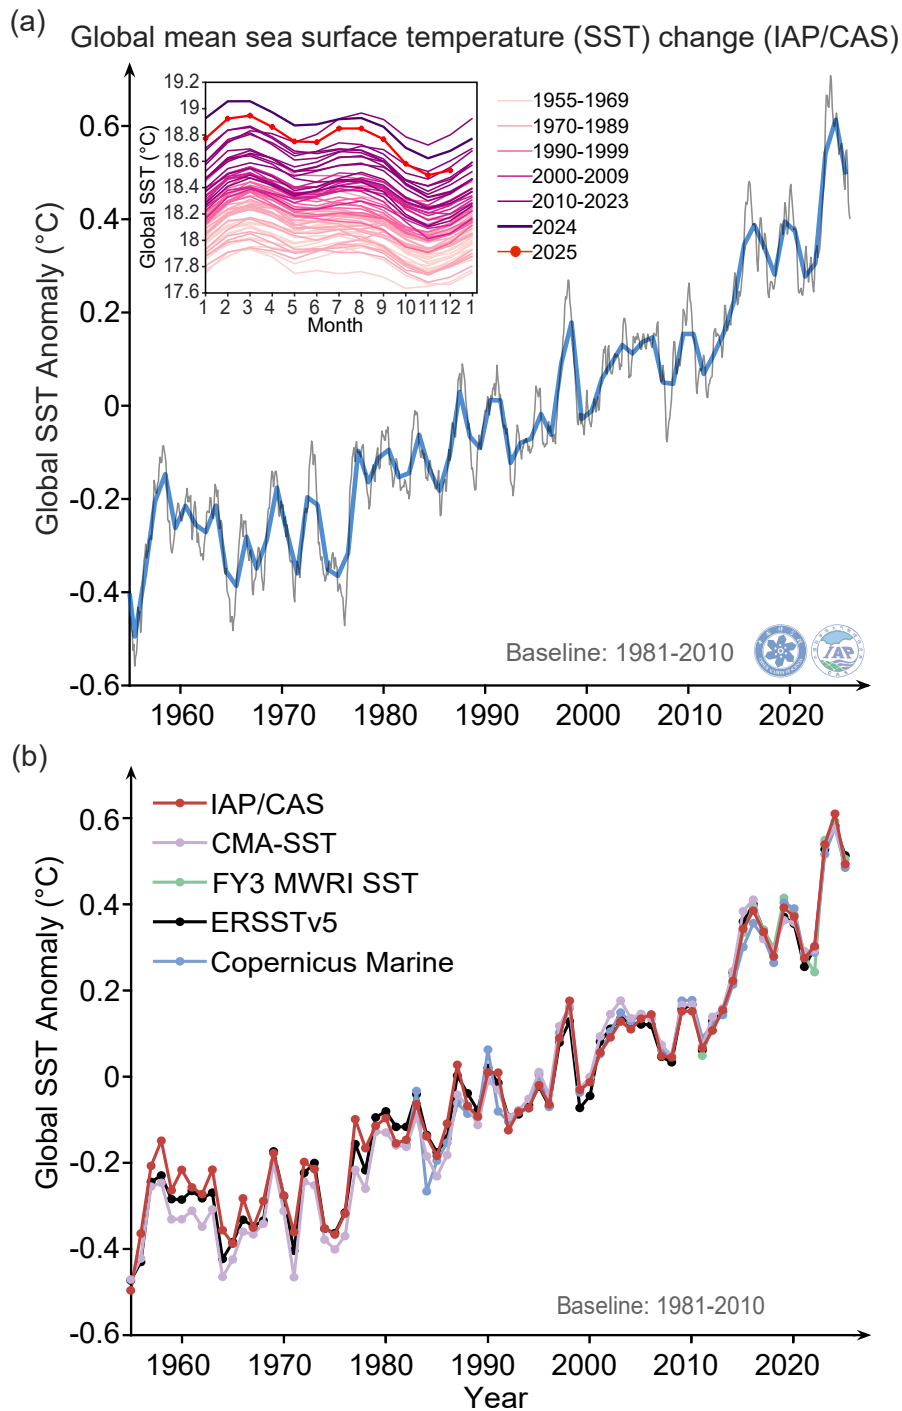 (a)
Global mean sea surface temperature (SST) change (IAP/CAS)
Global SST Anomaly (°C)
0.6
0.4
0.2
0
-0.2
-0.4
-0.6
1960 1970 1980 1990 2000 2010 2020
Global SST (°C)
19.2
19
18.8
18.6
18.4
18.2
18
17.8
17.6
1 2 3 4 5 6 7 8 9 10 11 12 1
Month
1955-1969
1970-1989
1990-1999
2000-2009
2010-2023
2024
2025
Baseline: 1981-2010
IAP
(b)
Global SST Anomaly (°C)
0.6
0.4
0.2
0
-0.2
-0.4
-0.6
IAP/CAS
CMA-SST
FY3 MWRI SST
ERSSTv5
Copernicus Marine
Baseline: 1981-2010
1960 1970 1980 1990 2000 2010 2020
Year